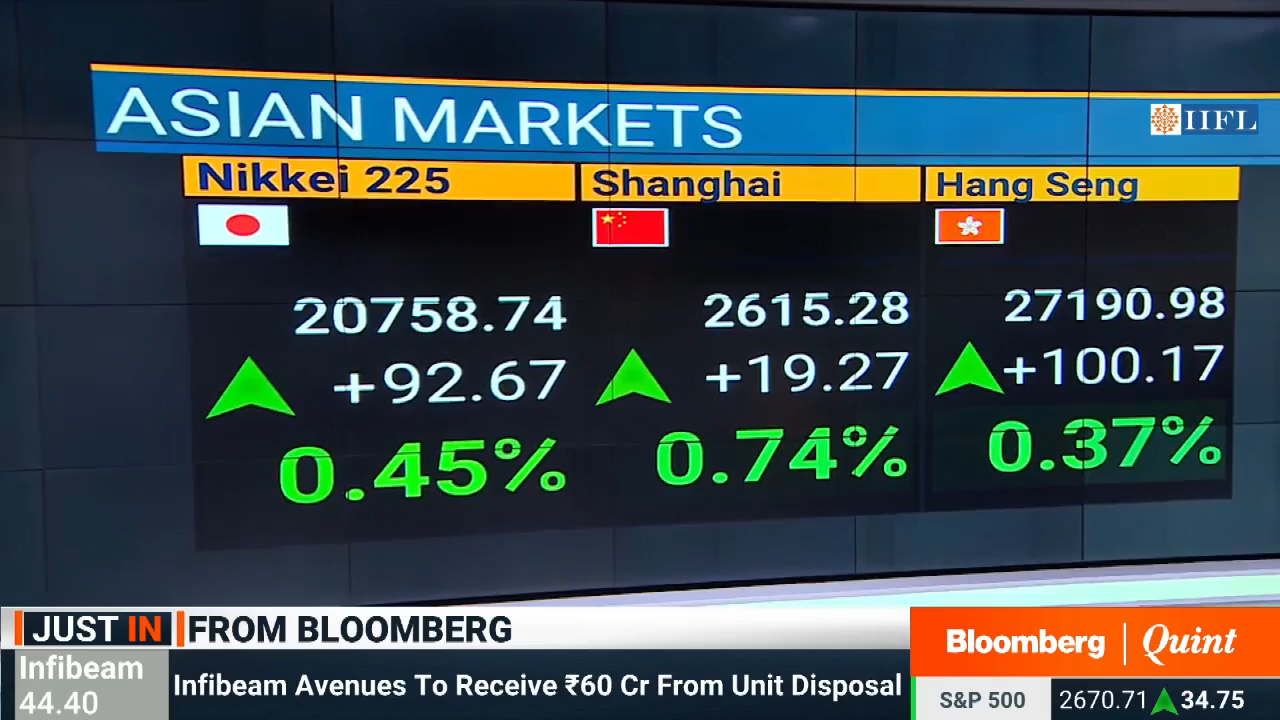 ASIAN MARKETS
IIFL
Nikkei 225
Shanghai
Hang Seng
20758.74
2615.28
27190.98
+92.67
+19.27
+100.17
0.45%
0.74%
0.37%
JUST IN
FROM BLOOMBERG
Bloomberg | Quint
Infibeam
44.40
Infibeam Avenues To Receive ₹60 Cr From Unit Disposal
S&P 500
2670.71
34.75